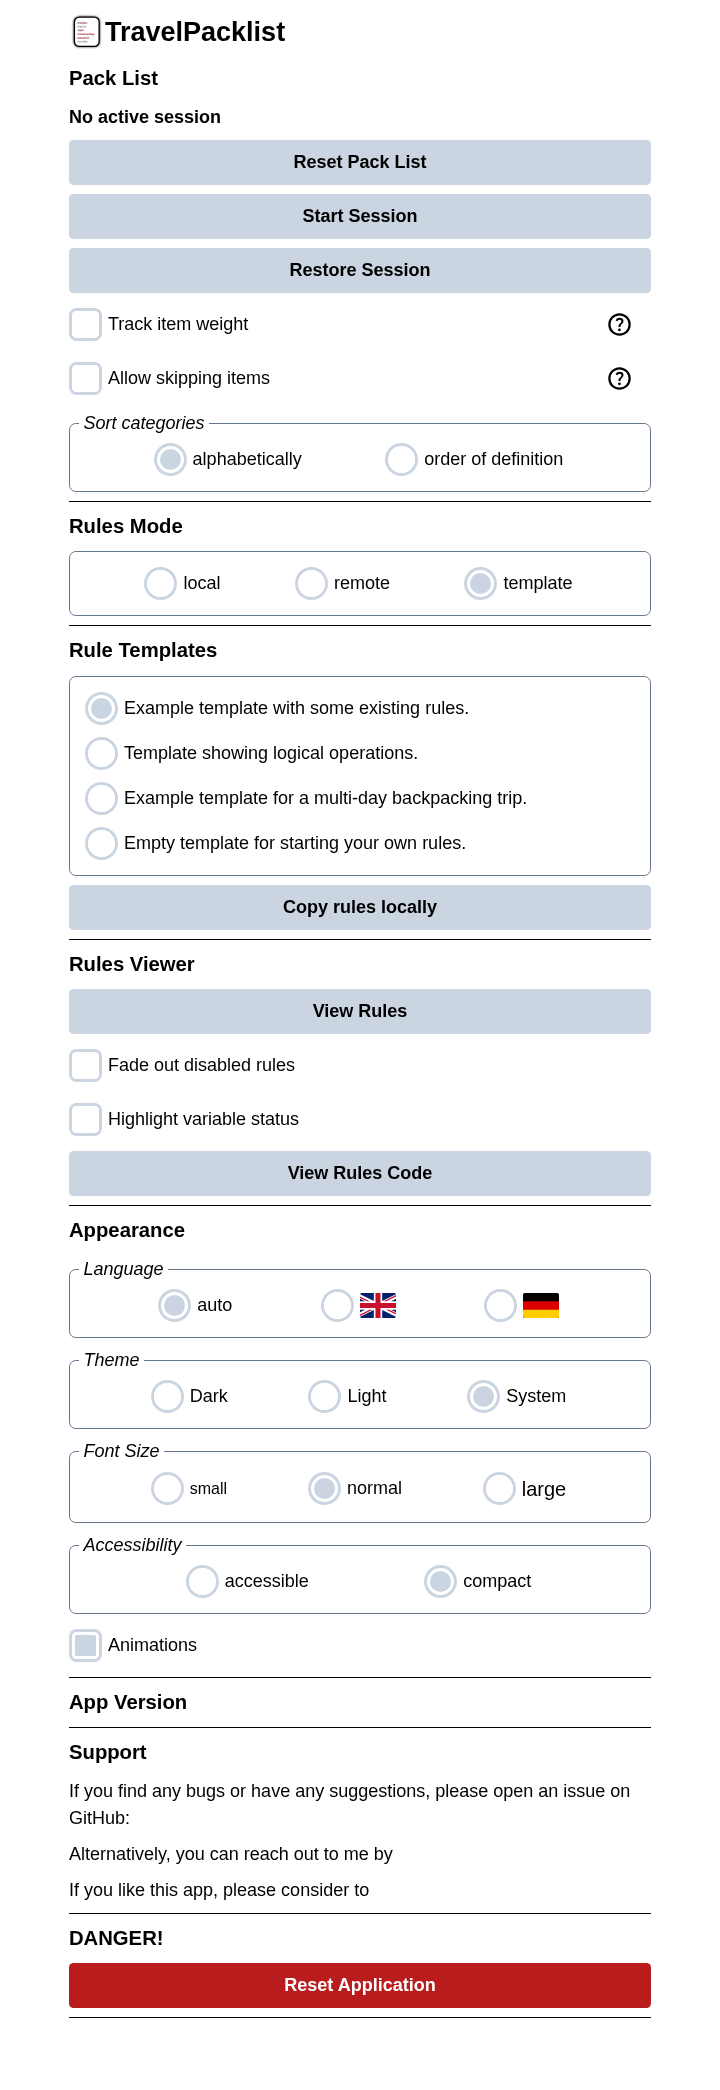 TravelPacklist
Pack List
No active session
Reset Pack List
Start Session
Restore Session
Track item weight
Allow skipping items
Sort categories
alphabetically order of definition
Rules Mode
local remote template
Rule Templates
Example template with some existing rules.
Template showing logical operations.
Example template for a multi-day backpacking trip.
Empty template for starting your own rules.
Copy rules locally
Rules Viewer
View Rules
Fade out disabled rules
Highlight variable status
View Rules Code
Appearance
Language
auto
Theme
Dark Light System
Font Size
small normal large
Accessibility
accessible compact
Animations
App Version
Support
If you find any bugs or have any suggestions, please open an issue on
GitHub:
Alternatively, you can reach out to me by
If you like this app, please consider to
DANGER!
Reset Application